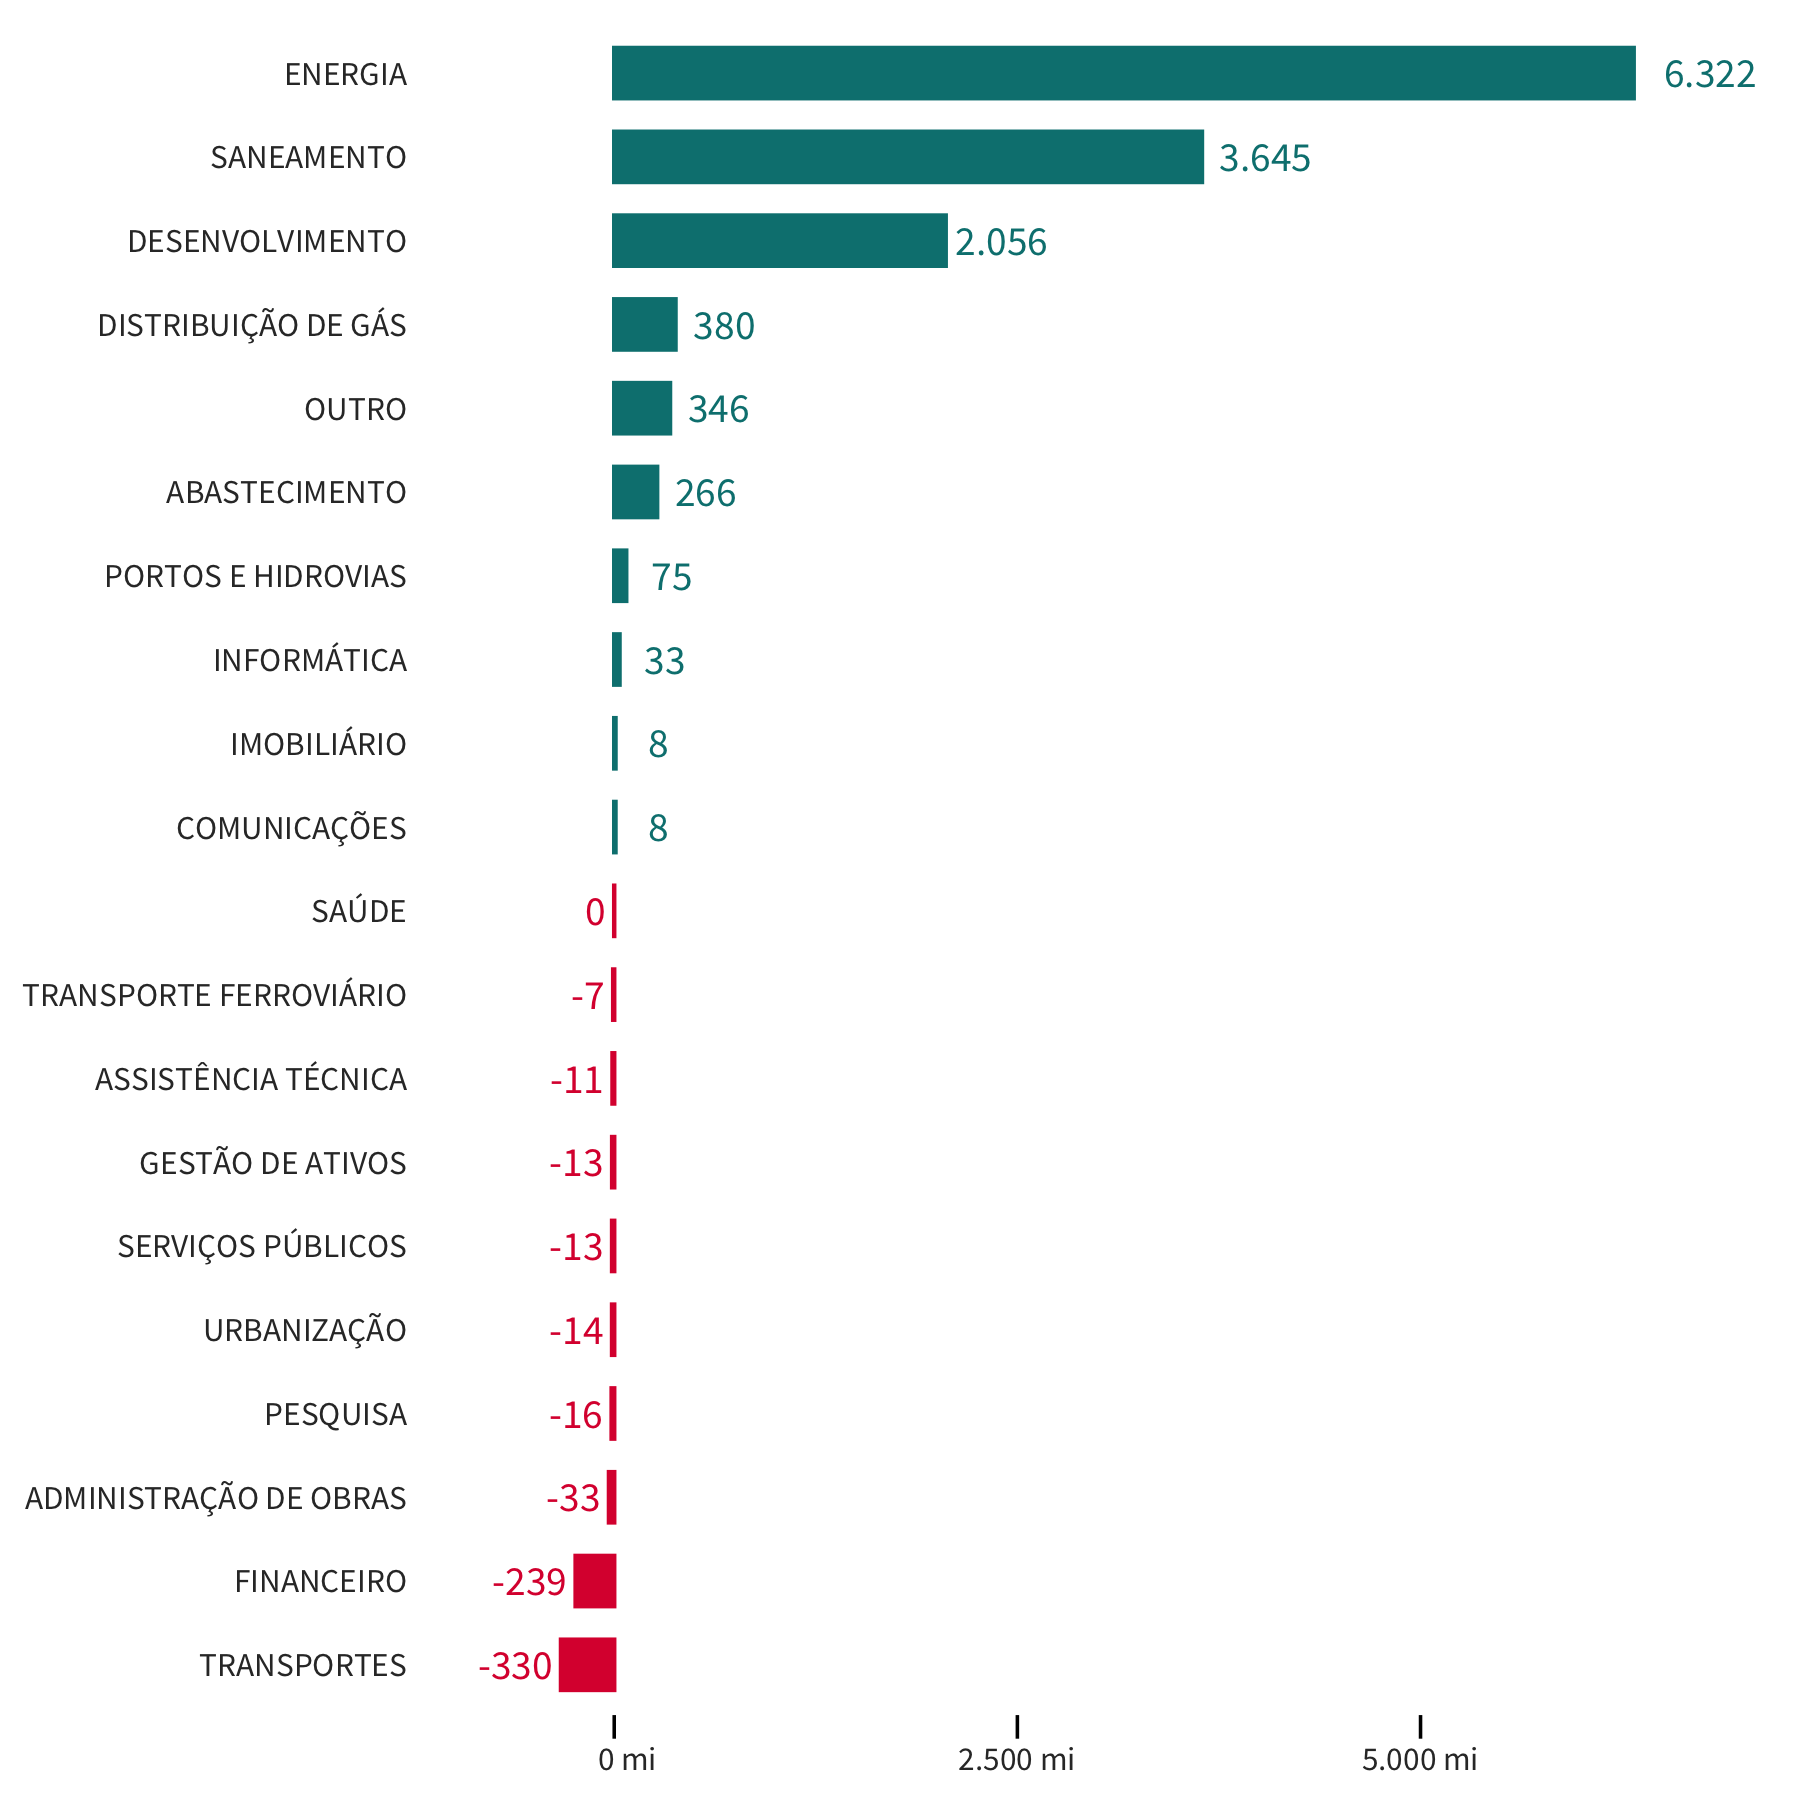 ENERGIA 6.322
SANEAMENTO 3.645
DESENVOLVIMENTO 2.056
DISTRIBUIÇÃO DE GÁS 380
OUTRO 346
ABASTECIMENTO 266
PORTOS E HIDROVIAS 75
INFORMÁTICA 33
IMOBILIÁRIO 8
COMUNICAÇÕES 8
SAÚDE 0
TRANSPORTE FERROVIÁRIO -7
ASSISTÊNCIA TÉCNICA -11
GESTÃO DE ATIVOS -13
SERVIÇOS PÚBLICOS -13
URBANIZAÇÃO -14
PESQUISA -16
ADMINISTRAÇÃO DE OBRAS -33
FINANCEIRO -239
TRANSPORTES -330
0 mi 2.500 mi 5.000 mi